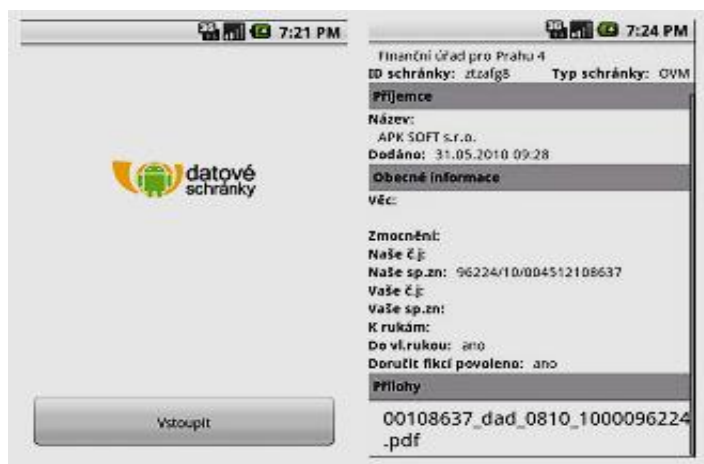 7:21 PM
datové
schránky
Vstoupit
3G 7:24 PM
Finanční úřad pro Prahu 4
ID schránky: ztzafg8 Typ schránky: OVM
Příjemce
Název:
APK SOFT s.r.o.
Dodáno: 31.05.2010 09:28
Obecné informace
Věc:
Zmocnění:
Naše č.j:
Naše sp.zn: 96224/10/004512108637
Vaše č.j:
Vaše sp.zn:
K rukám:
Do vl.rukou: ano
Doručit fikcí povoleno: ano
Přílohy
00108637_dad_0810_1000096224
.pdf